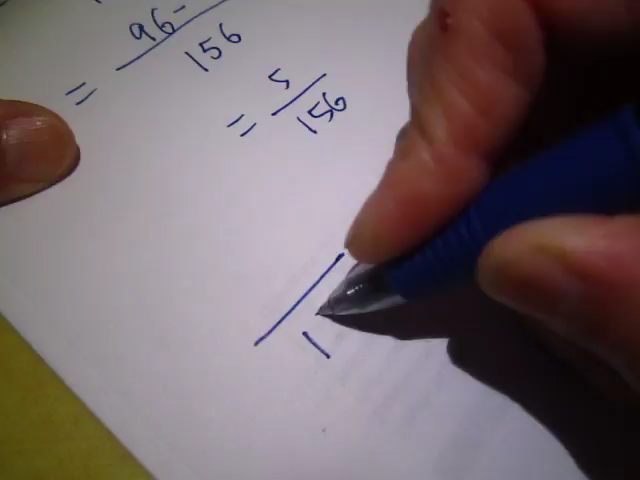 = 96-/156
= 5/156
/1